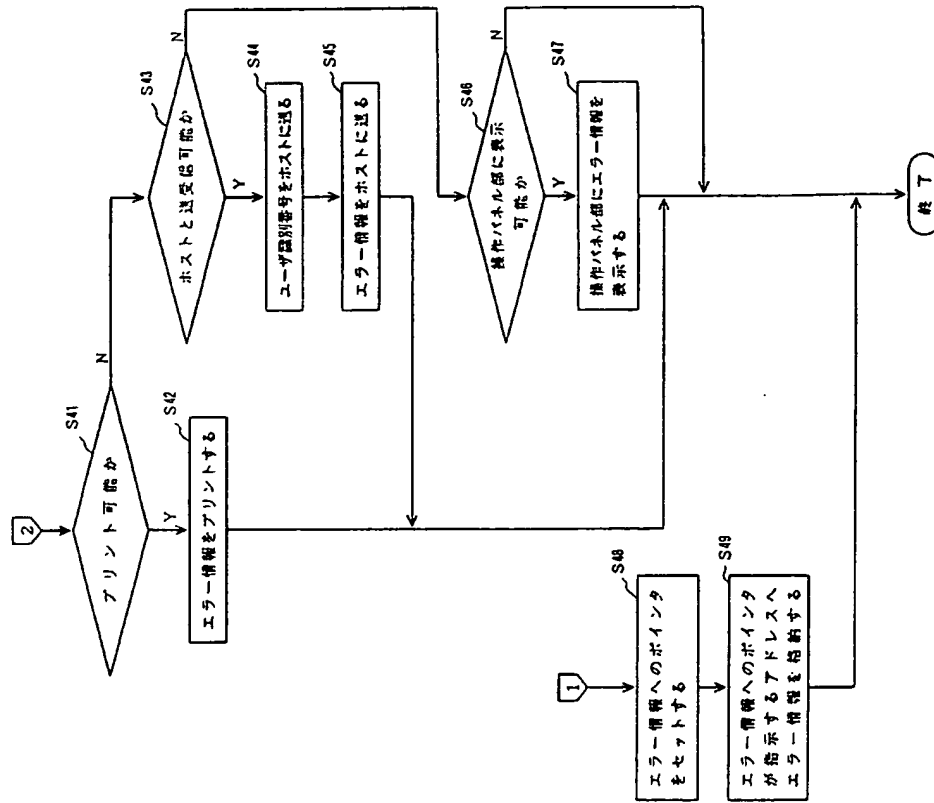 2
S41
プリント可能か
N
Y
S42
エラー情報をプリントする
S43
ホストと送受信可能か
N
Y
S44
ユーザ識別番号をホストに送る
S45
エラー情報をホストに送る
S46
操作パネル部に表示
可能か
N
Y
S47
操作パネル部にエラー情報を
表示する
1
S48
エラー情報へのポインタ
をセットする
S49
エラー情報へのポインタ
が指示するアドレスへ
エラー情報を格納する
終了